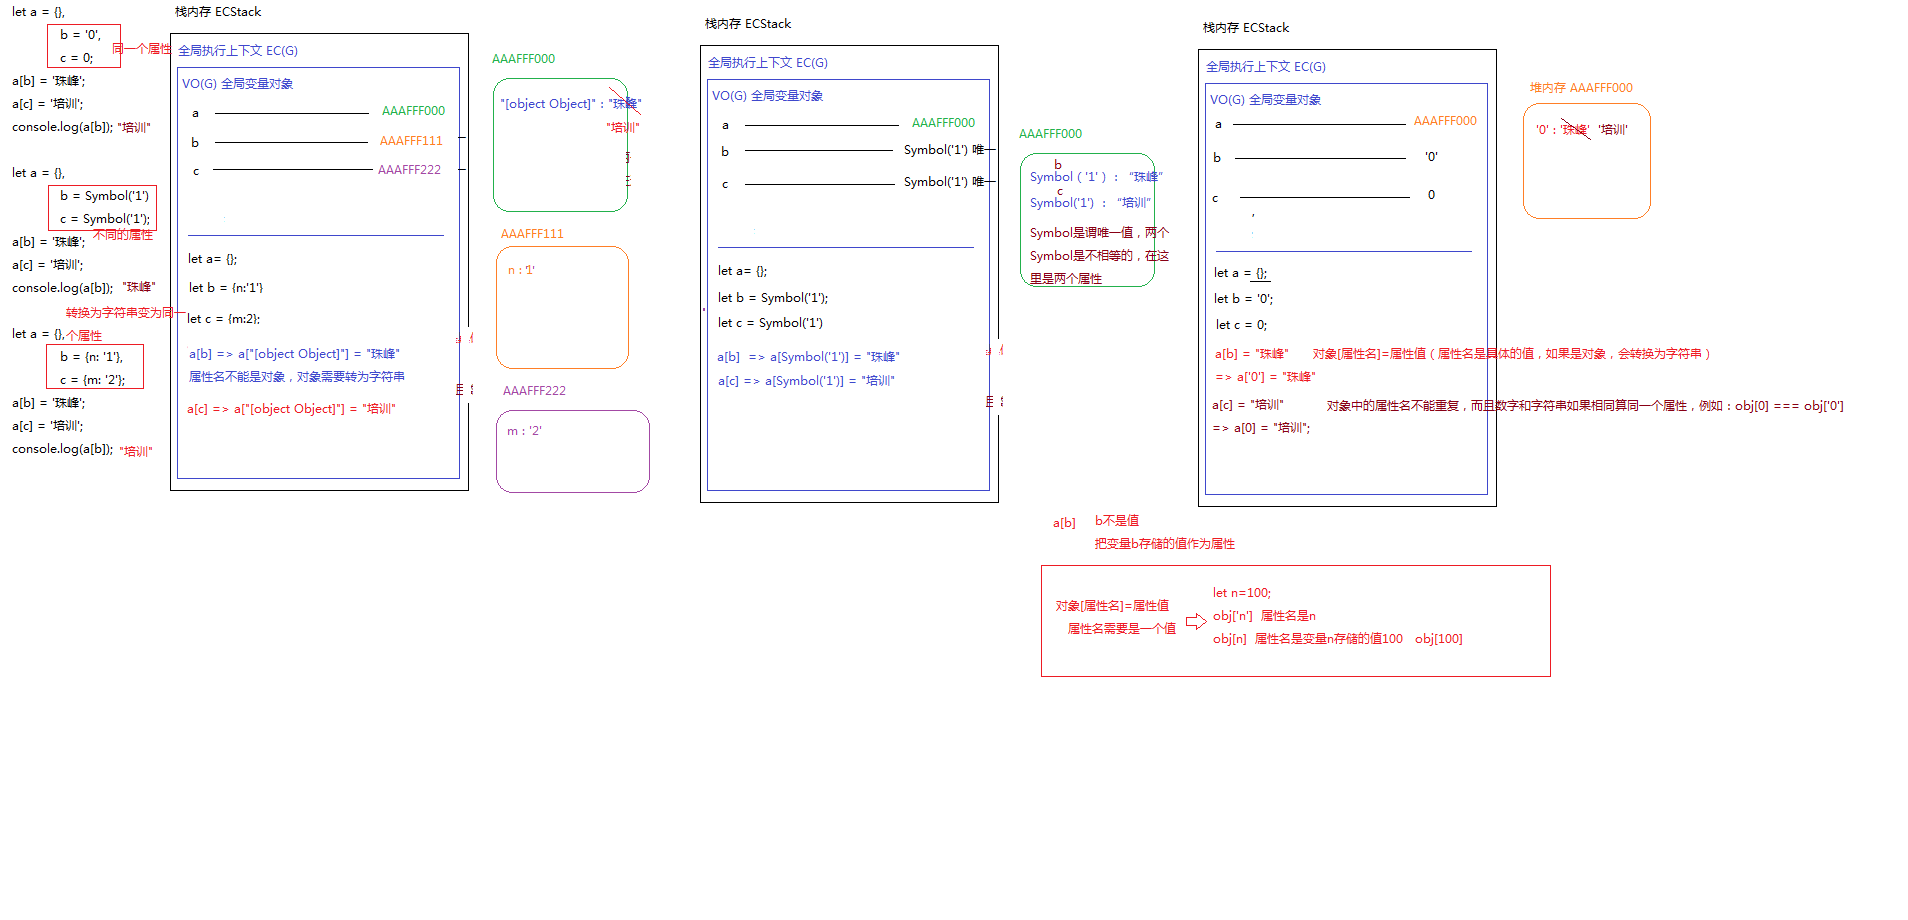 let a = {},
b = '0',
c = 0;
同一个属性
a[b] = '珠峰';
a[c] = '培训';
console.log(a[b]); "培训"
let a = {},
b = Symbol('1')
c = Symbol('1');
不同的属性
a[b] = '珠峰';
a[c] = '培训';
console.log(a[b]); "珠峰"
转换为字符串变为同一
个属性
let a = {},
b = {n: '1'},
c = {m: '2'};
a[b] = '珠峰';
a[c] = '培训';
console.log(a[b]); "培训"
栈内存 ECStack
全局执行上下文 EC(G)
VO(G) 全局变量对象
a AAAFFF000
b AAAFFF111
c AAAFFF222
let a= {};
let b = {n:'1'}
let c = {m:2};
a[b] => a["[object Object]"] = "珠峰"
属性名不能是对象，对象需要转为字符串
a[c] => a["[object Object]"] = "培训"
AAAFFF000
"[object Object]" : "珠峰"
"培训"
AAAFFF111
n : '1'
AAAFFF222
m : '2'
栈内存 ECStack
全局执行上下文 EC(G)
VO(G) 全局变量对象
a AAAFFF000
b Symbol('1') 唯一
c Symbol('1') 唯一
let a= {};
let b = Symbol('1');
let c = Symbol('1')
a[b] => a[Symbol('1')] = "珠峰"
a[c] => a[Symbol('1')] = "培训"
AAAFFF000
b
Symbol（'1'）：“珠峰”
c
Symbol('1') ：“培训”
Symbol是谓唯一值，两个
Symbol是不相等的，在这
里是两个属性
栈内存 ECStack
全局执行上下文 EC(G)
VO(G) 全局变量对象
a AAAFFF000
b '0'
c 0
let a = {};
let b = '0';
let c = 0;
a[b] = "珠峰" 对象[属性名]=属性值（属性名是具体的值，如果是对象，会转换为字符串）
=> a['0'] = "珠峰"
a[c] = "培训" 对象中的属性名不能重复，而且数字和字符串如果相同算同一个属性，例如：obj[0] === obj['0']
=> a[0] = "培训";
堆内存 AAAFFF000
'0' : '珠峰' '培训'
a[b] b不是值
把变量b存储的值作为属性
对象[属性名]=属性值
属性名需要是一个值
let n=100;
obj['n'] 属性名是n
obj[n] 属性名是变量n存储的值100 obj[100]